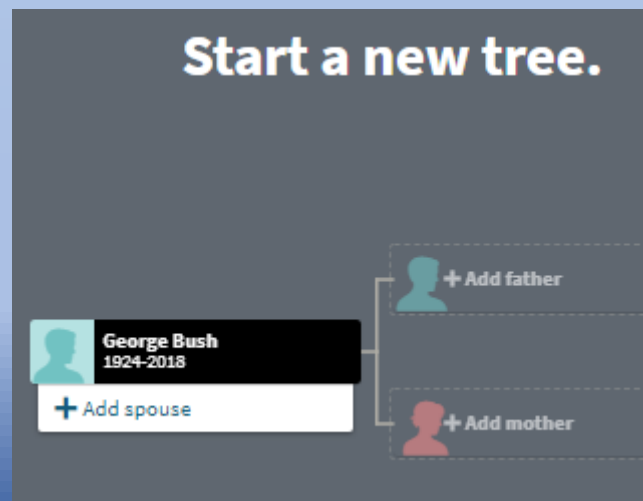 Start a new tree.
+ Add father
George Bush
1924-2018
+ Add spouse
+ Add mother